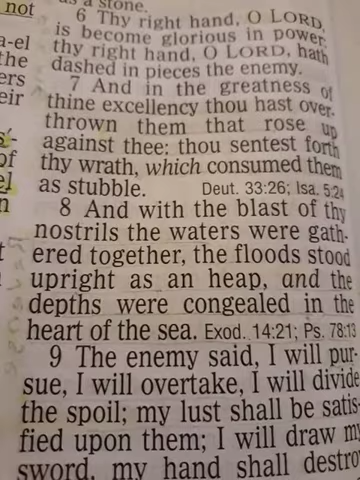 not
a-el
the
ers
eir
of
el
n
as a stone.
6 Thy right hand, O LORD,
is become glorious in power:
thy right hand, O LORD, hath
dashed in pieces the enemy.
7 And in the greatness of
thine excellency thou hast over-
thrown them that rose up
against thee: thou sentest forth
thy wrath, which consumed them
as stubble. Deut. 33:26; Isa. 5:24
8 And with the blast of thy
nostrils the waters were gath-
ered together, the floods stood
upright as an heap, and the
depths were congealed in the
heart of the sea. Exod. 14:21; Ps. 78:13
9 The enemy said, I will pur-
sue, I will overtake, I will divide
the spoil; my lust shall be satis-
fied upon them; I will draw my
sword, my hand shall destro